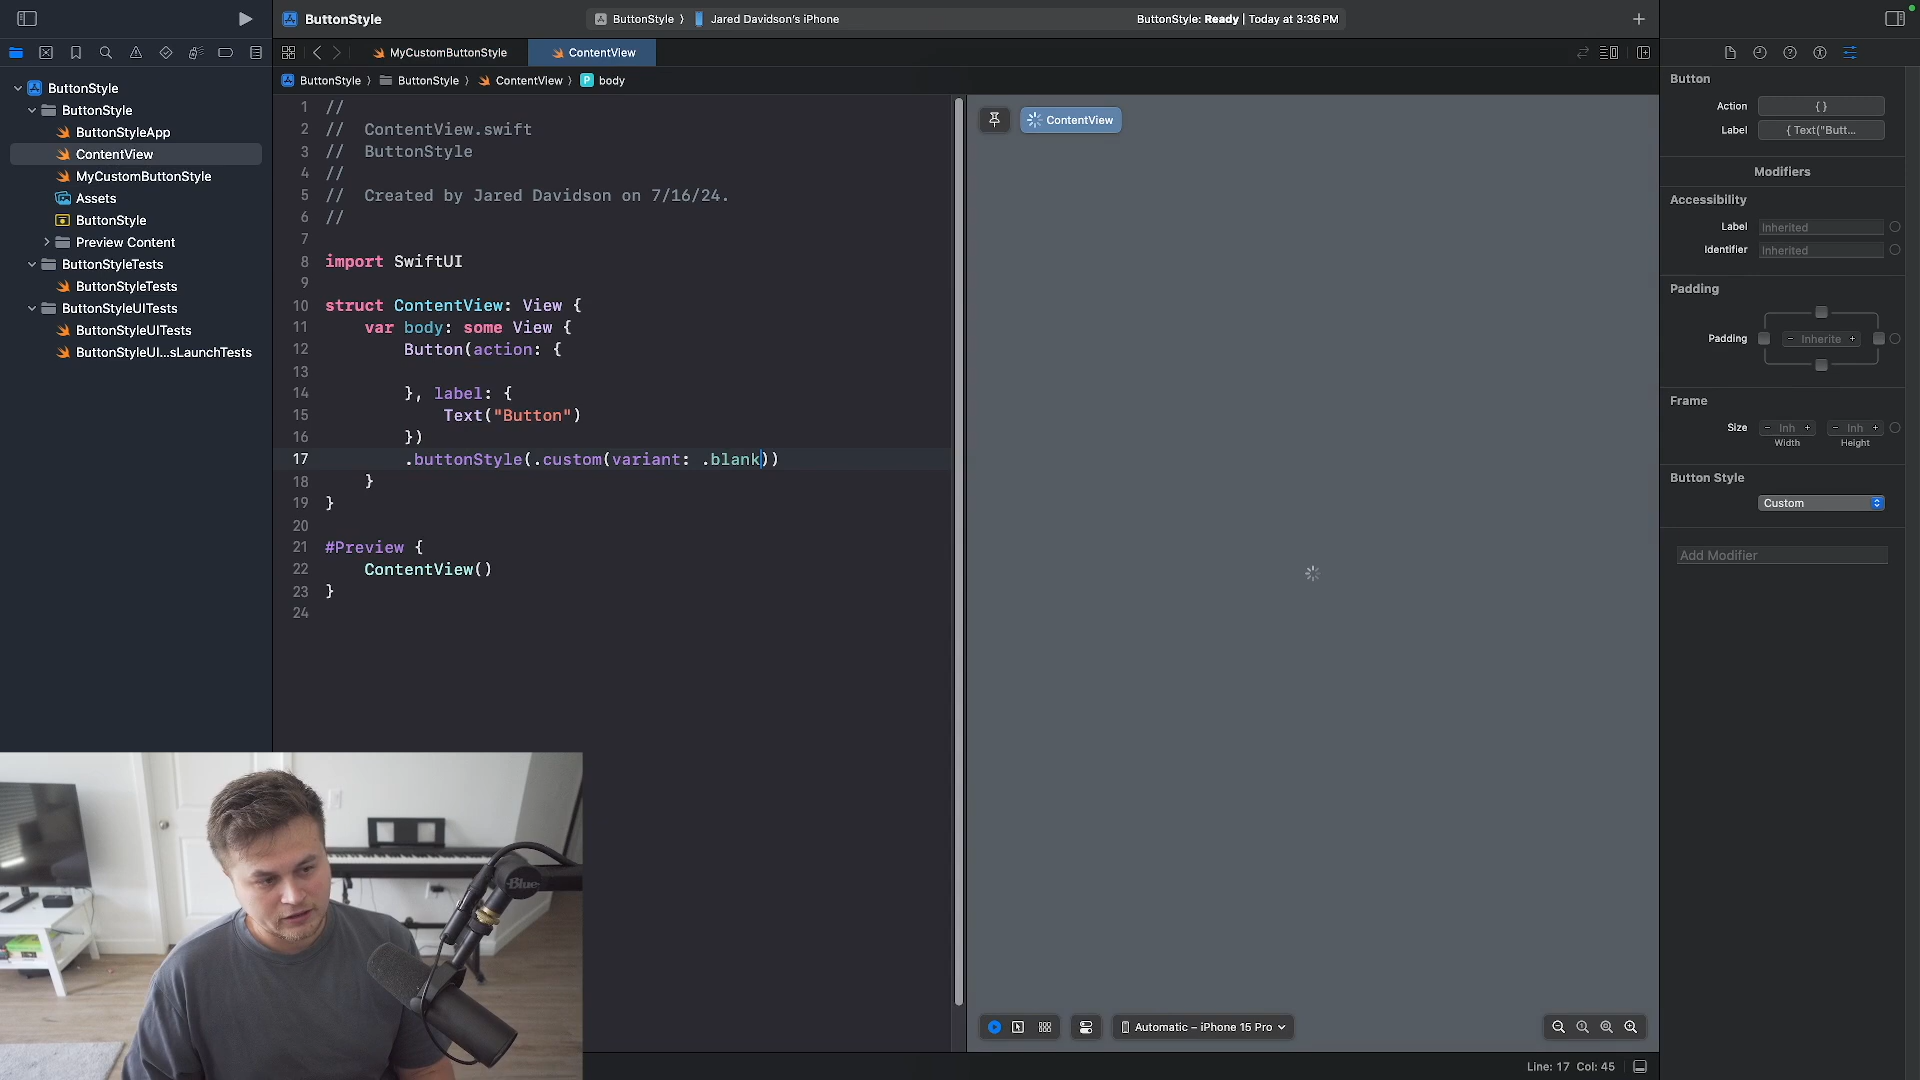 ButtonStyle
ButtonStyle 〉 Jared Davidson's iPhone
ButtonStyle: Ready | Today at 3:36 PM
MyCustomButtonStyle
ContentView
ButtonStyle 〉 ButtonStyle 〉 ContentView 〉 P body
ButtonStyle
ButtonStyle
ButtonStyleApp
ContentView
MyCustomButtonStyle
Assets
ButtonStyle
Preview Content
ButtonStyleTests
ButtonStyleTests
ButtonStyleUITests
ButtonStyleUITests
ButtonStyleUI...sLaunchTests
1 //
2 //  ContentView.swift
3 //  ButtonStyle
4 //
5 //  Created by Jared Davidson on 7/16/24.
6 //
7
8 import SwiftUI
9
10 struct ContentView: View {
11     var body: some View {
12         Button(action: {
13
14         }, label: {
15             Text("Button")
16         })
17         .buttonStyle(.custom(variant: .blank))
18     }
19 }
20
21 #Preview {
22     ContentView()
23 }
24
ContentView
Blue
Automatic – iPhone 15 Pro
Line: 17 Col: 45
Button
Action { }
Label { Text("Butt...
Modifiers
Accessibility
Label Inherited
Identifier Inherited
Padding
Padding − Inherite +
Frame
Size − Inh + − Inh +
Width Height
Button Style
Custom
Add Modifier